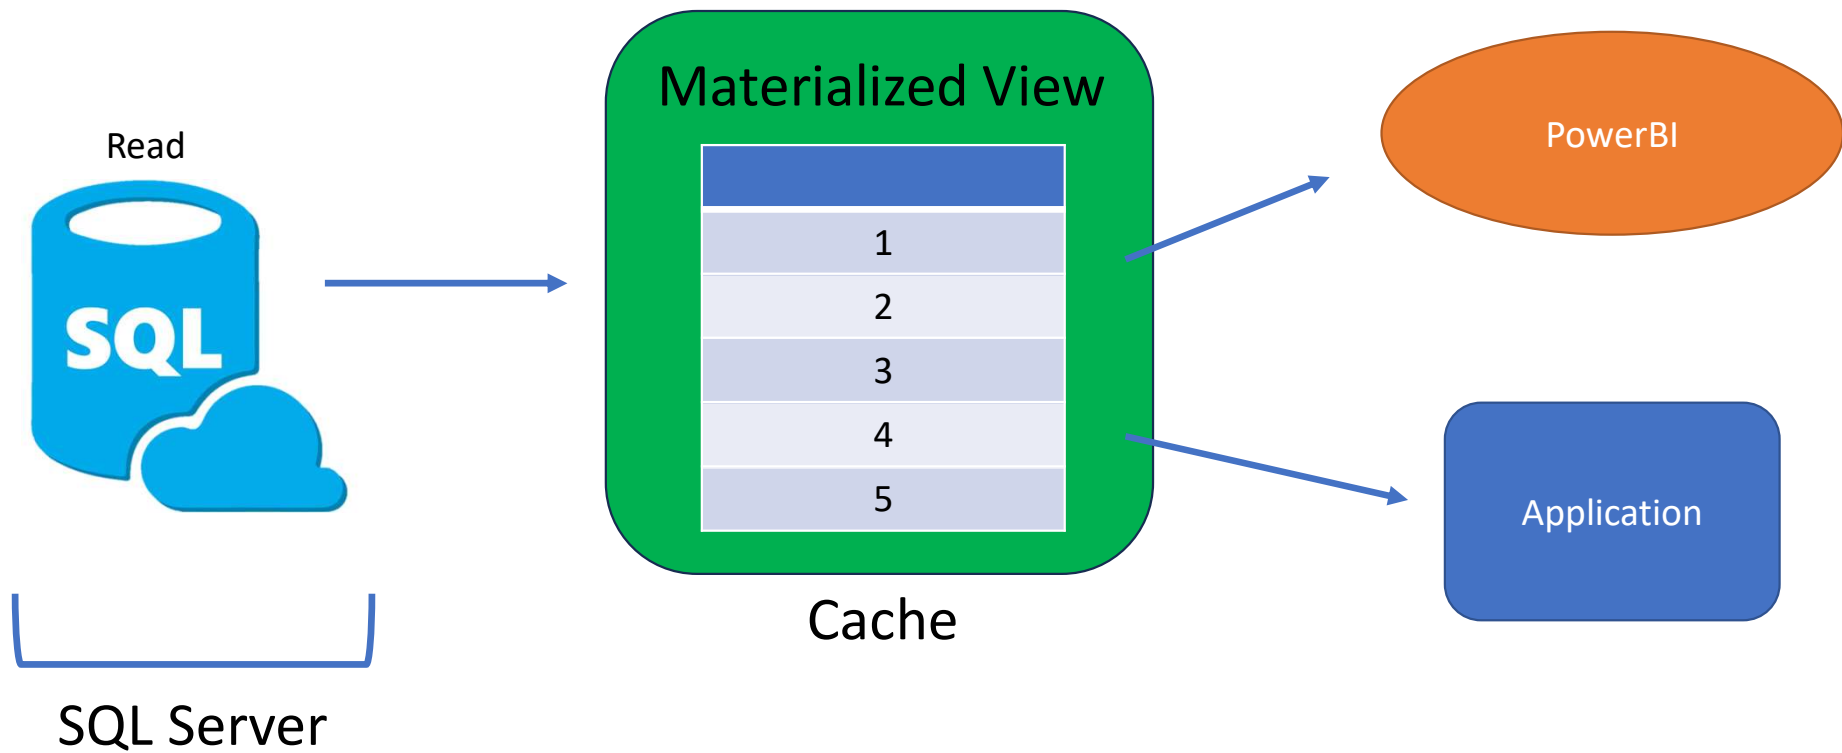 Read
SQL
SQL Server
Materialized View
1
2
3
4
5
Cache
PowerBI
Application